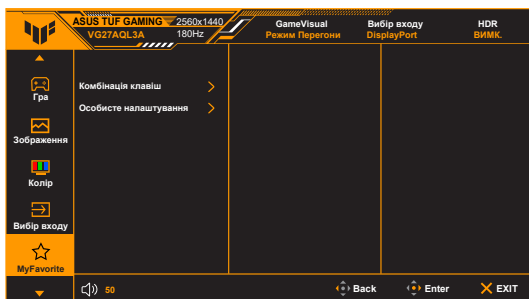 ASUS TUF GAMING 2560x1440 GameVisual Вибір входу HDR
VG27AQL3A 180Hz Режим Перегони DisplayPort ВИМК.
Комбінація клавіш
Гра
Особисте налаштування
Зображення
Колір
Вибір входу
MyFavorite
50 Back Enter EXIT